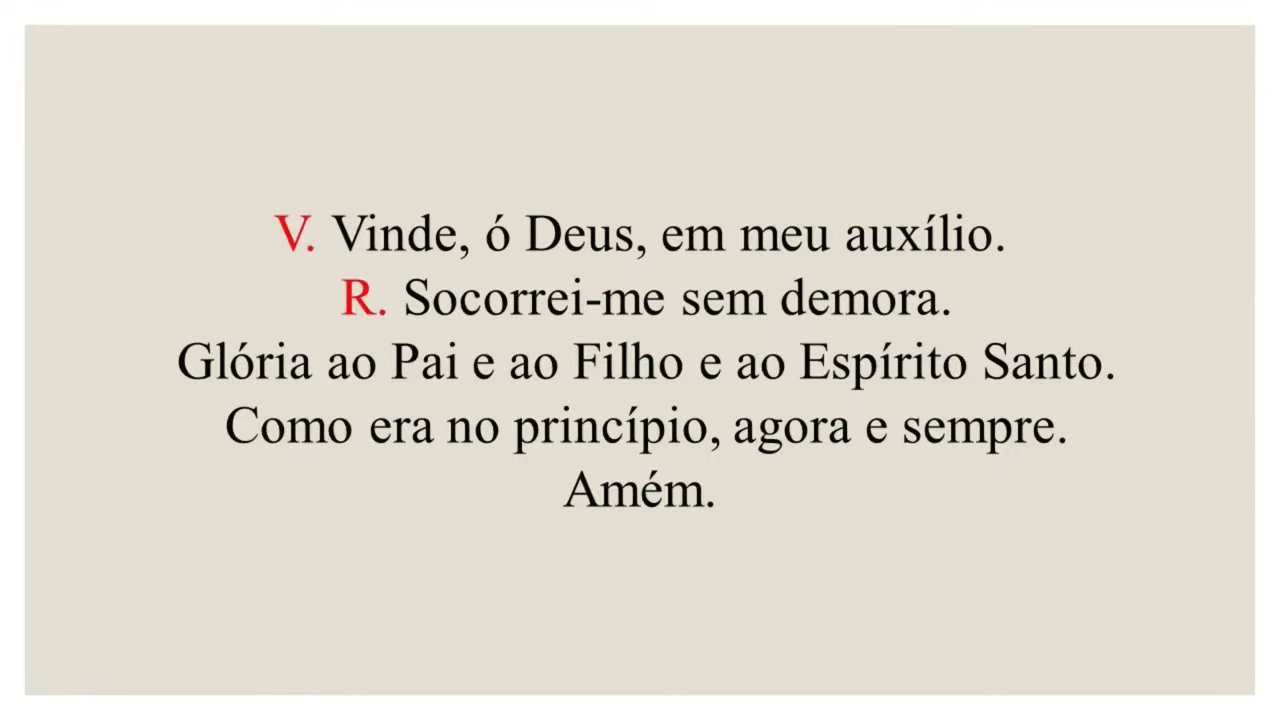 V. Vinde, ó Deus, em meu auxílio.
R. Socorrei-me sem demora.
Glória ao Pai e ao Filho e ao Espírito Santo.
Como era no princípio, agora e sempre.
Amém.